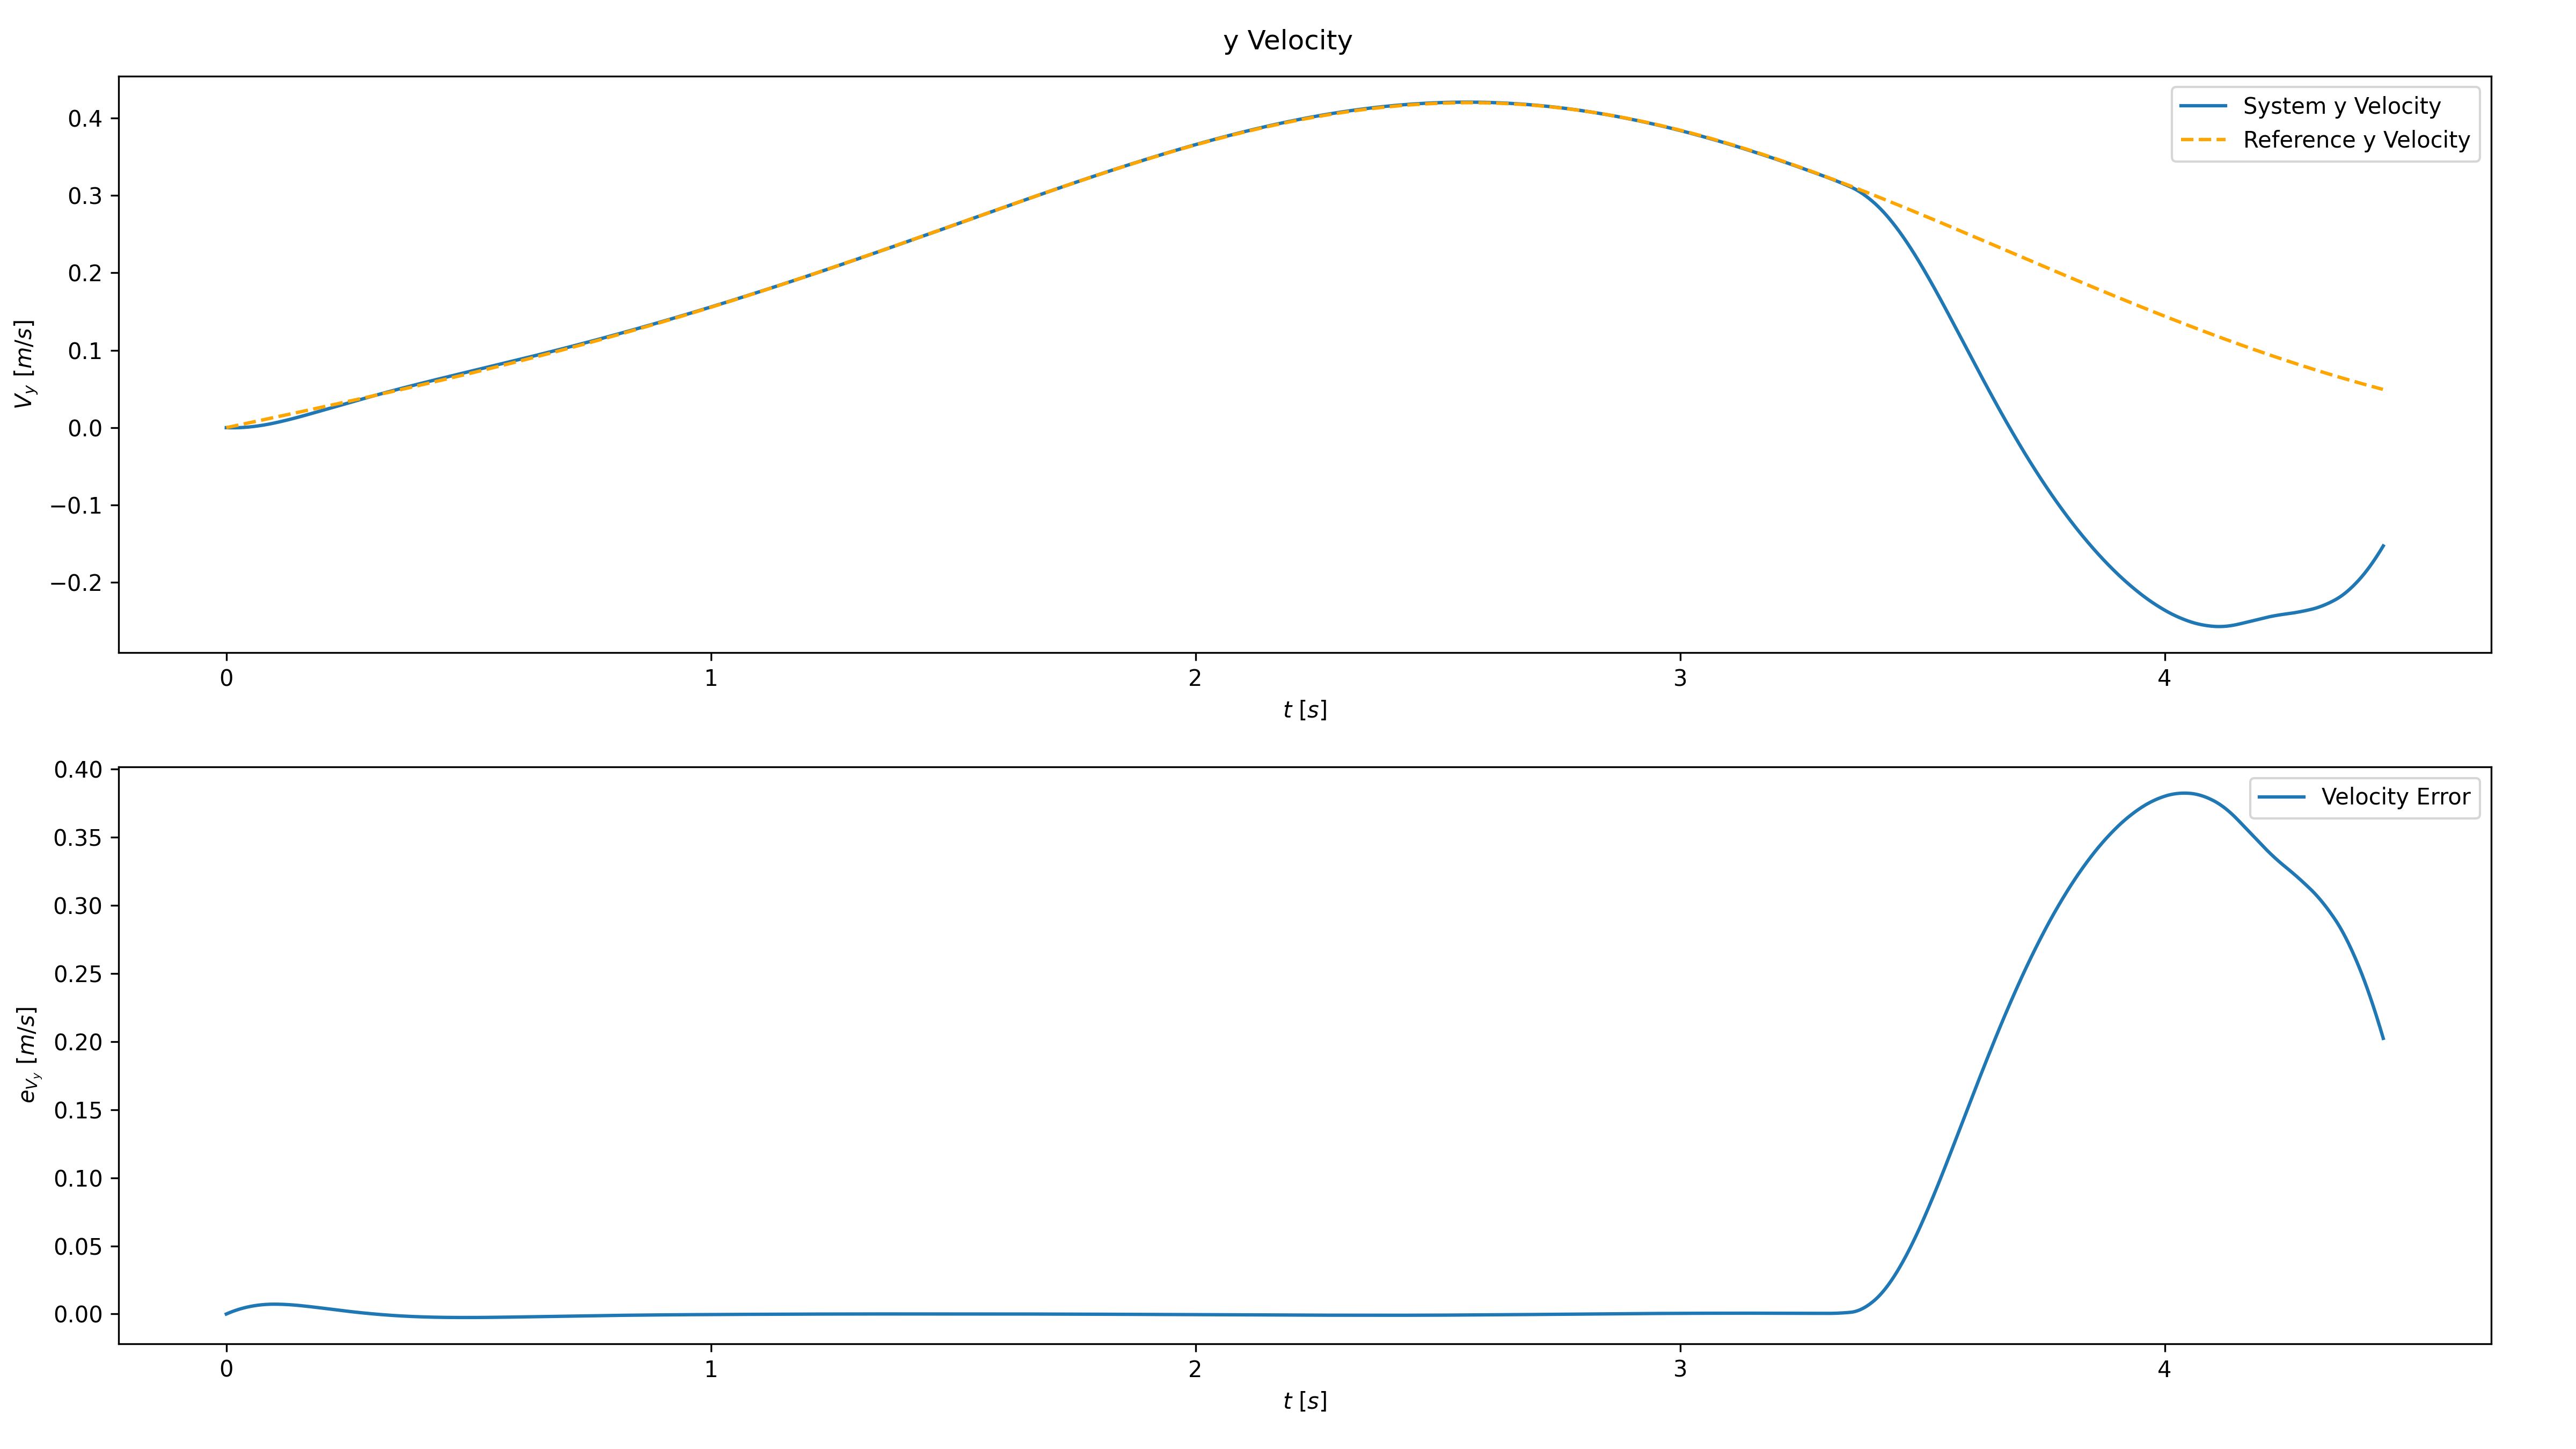 y Velocity
System y Velocity
Reference y Velocity
0.4
0.3
0.2
0.1
0.0
−0.1
−0.2
V_y [m/s]
0 1 2 3 4
t [s]
Velocity Error
0.40
0.35
0.30
0.25
0.20
0.15
0.10
0.05
0.00
e_{V_y} [m/s]
0 1 2 3 4
t [s]